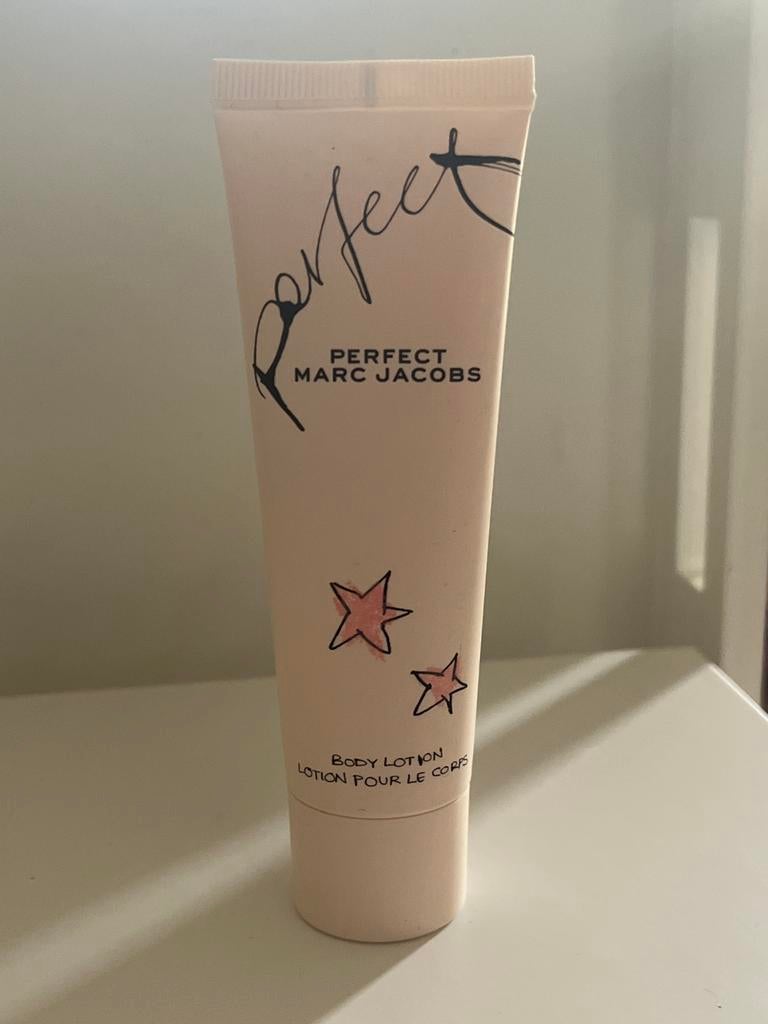 perfect
PERFECT
MARC JACOBS
BODY LOTION
LOTION POUR LE CORPS